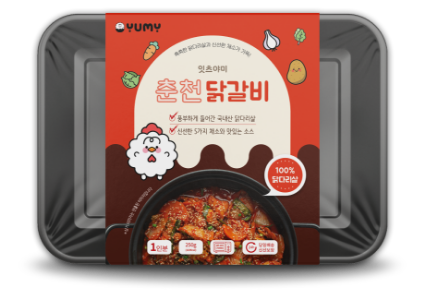 YUMY
촉촉한 닭다리살과 신선한 채소가 가득!
잇츠야미
춘천 닭갈비
풍부하게 들어간 국내산 닭다리살
신선한 5가지 채소와 맛있는 소스
100%
닭다리살
1인분
250g